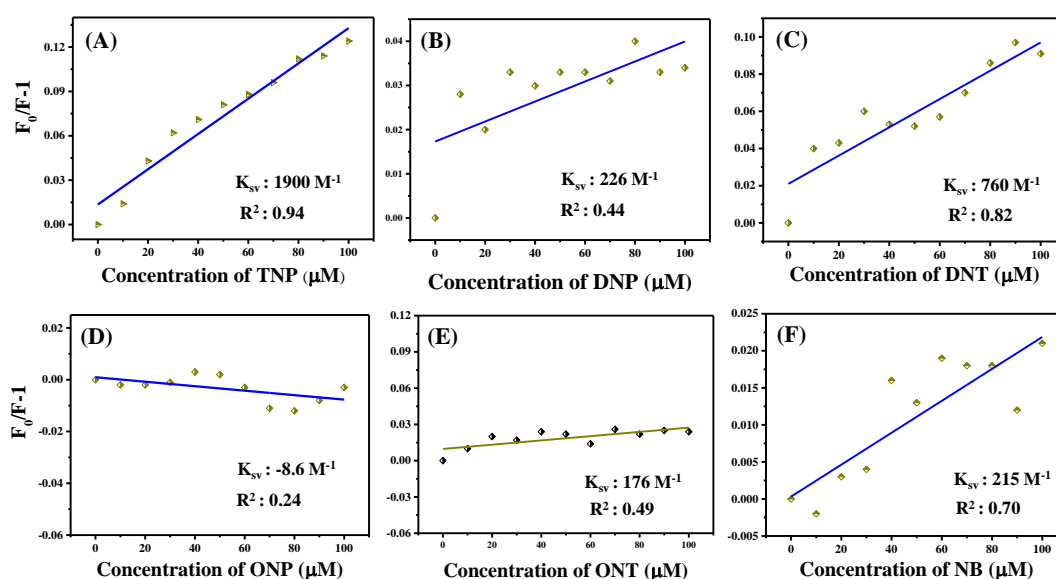 (A)
F₀/F-1
0.12
0.09
0.06
0.03
0.00
Kₛᵥ : 1900 M⁻¹
R² : 0.94
0 20 40 60 80 100
Concentration of TNP (μM)
(B)
0.04
0.03
0.02
0.01
0.00
Kₛᵥ : 226 M⁻¹
R² : 0.44
0 20 40 60 80 100
Concentration of DNP (μM)
(C)
0.10
0.08
0.06
0.04
0.02
0.00
Kₛᵥ : 760 M⁻¹
R² : 0.82
0 20 40 60 80 100
Concentration of DNT (μM)
(D)
F₀/F-1
0.02
0.00
-0.02
-0.04
-0.06
Kₛᵥ : -8.6 M⁻¹
R² : 0.24
0 20 40 60 80 100
Concentration of ONP (μM)
(E)
0.12
0.09
0.06
0.03
0.00
-0.03
-0.06
Kₛᵥ : 176 M⁻¹
R² : 0.49
0 20 40 60 80 100
Concentration of ONT (μM)
(F)
0.025
0.020
0.015
0.010
0.005
0.000
-0.005
Kₛᵥ : 215 M⁻¹
R² : 0.70
0 20 40 60 80 100
Concentration of NB (μM)